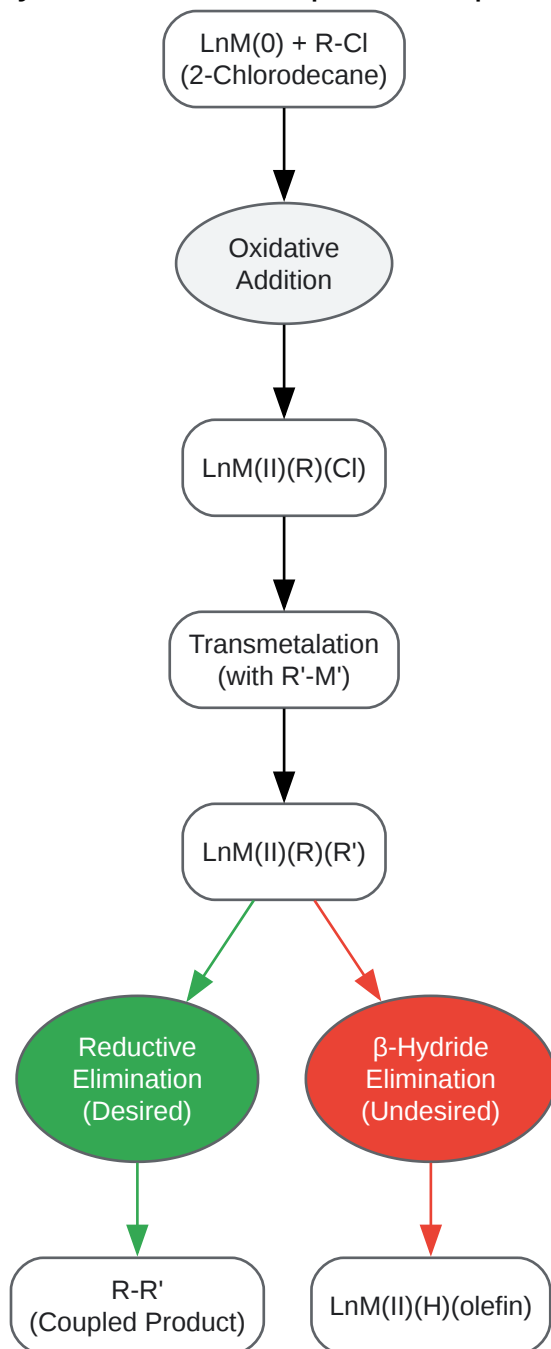 LnM(0) + R-Cl
(2-Chlorodecane)
Oxidative
Addition
LnM(II)(R)(Cl)
Transmetalation
(with R'-M')
LnM(II)(R)(R')
Reductive
Elimination
(Desired)
β-Hydride
Elimination
(Undesired)
R-R'
(Coupled Product)
LnM(II)(H)(olefin)